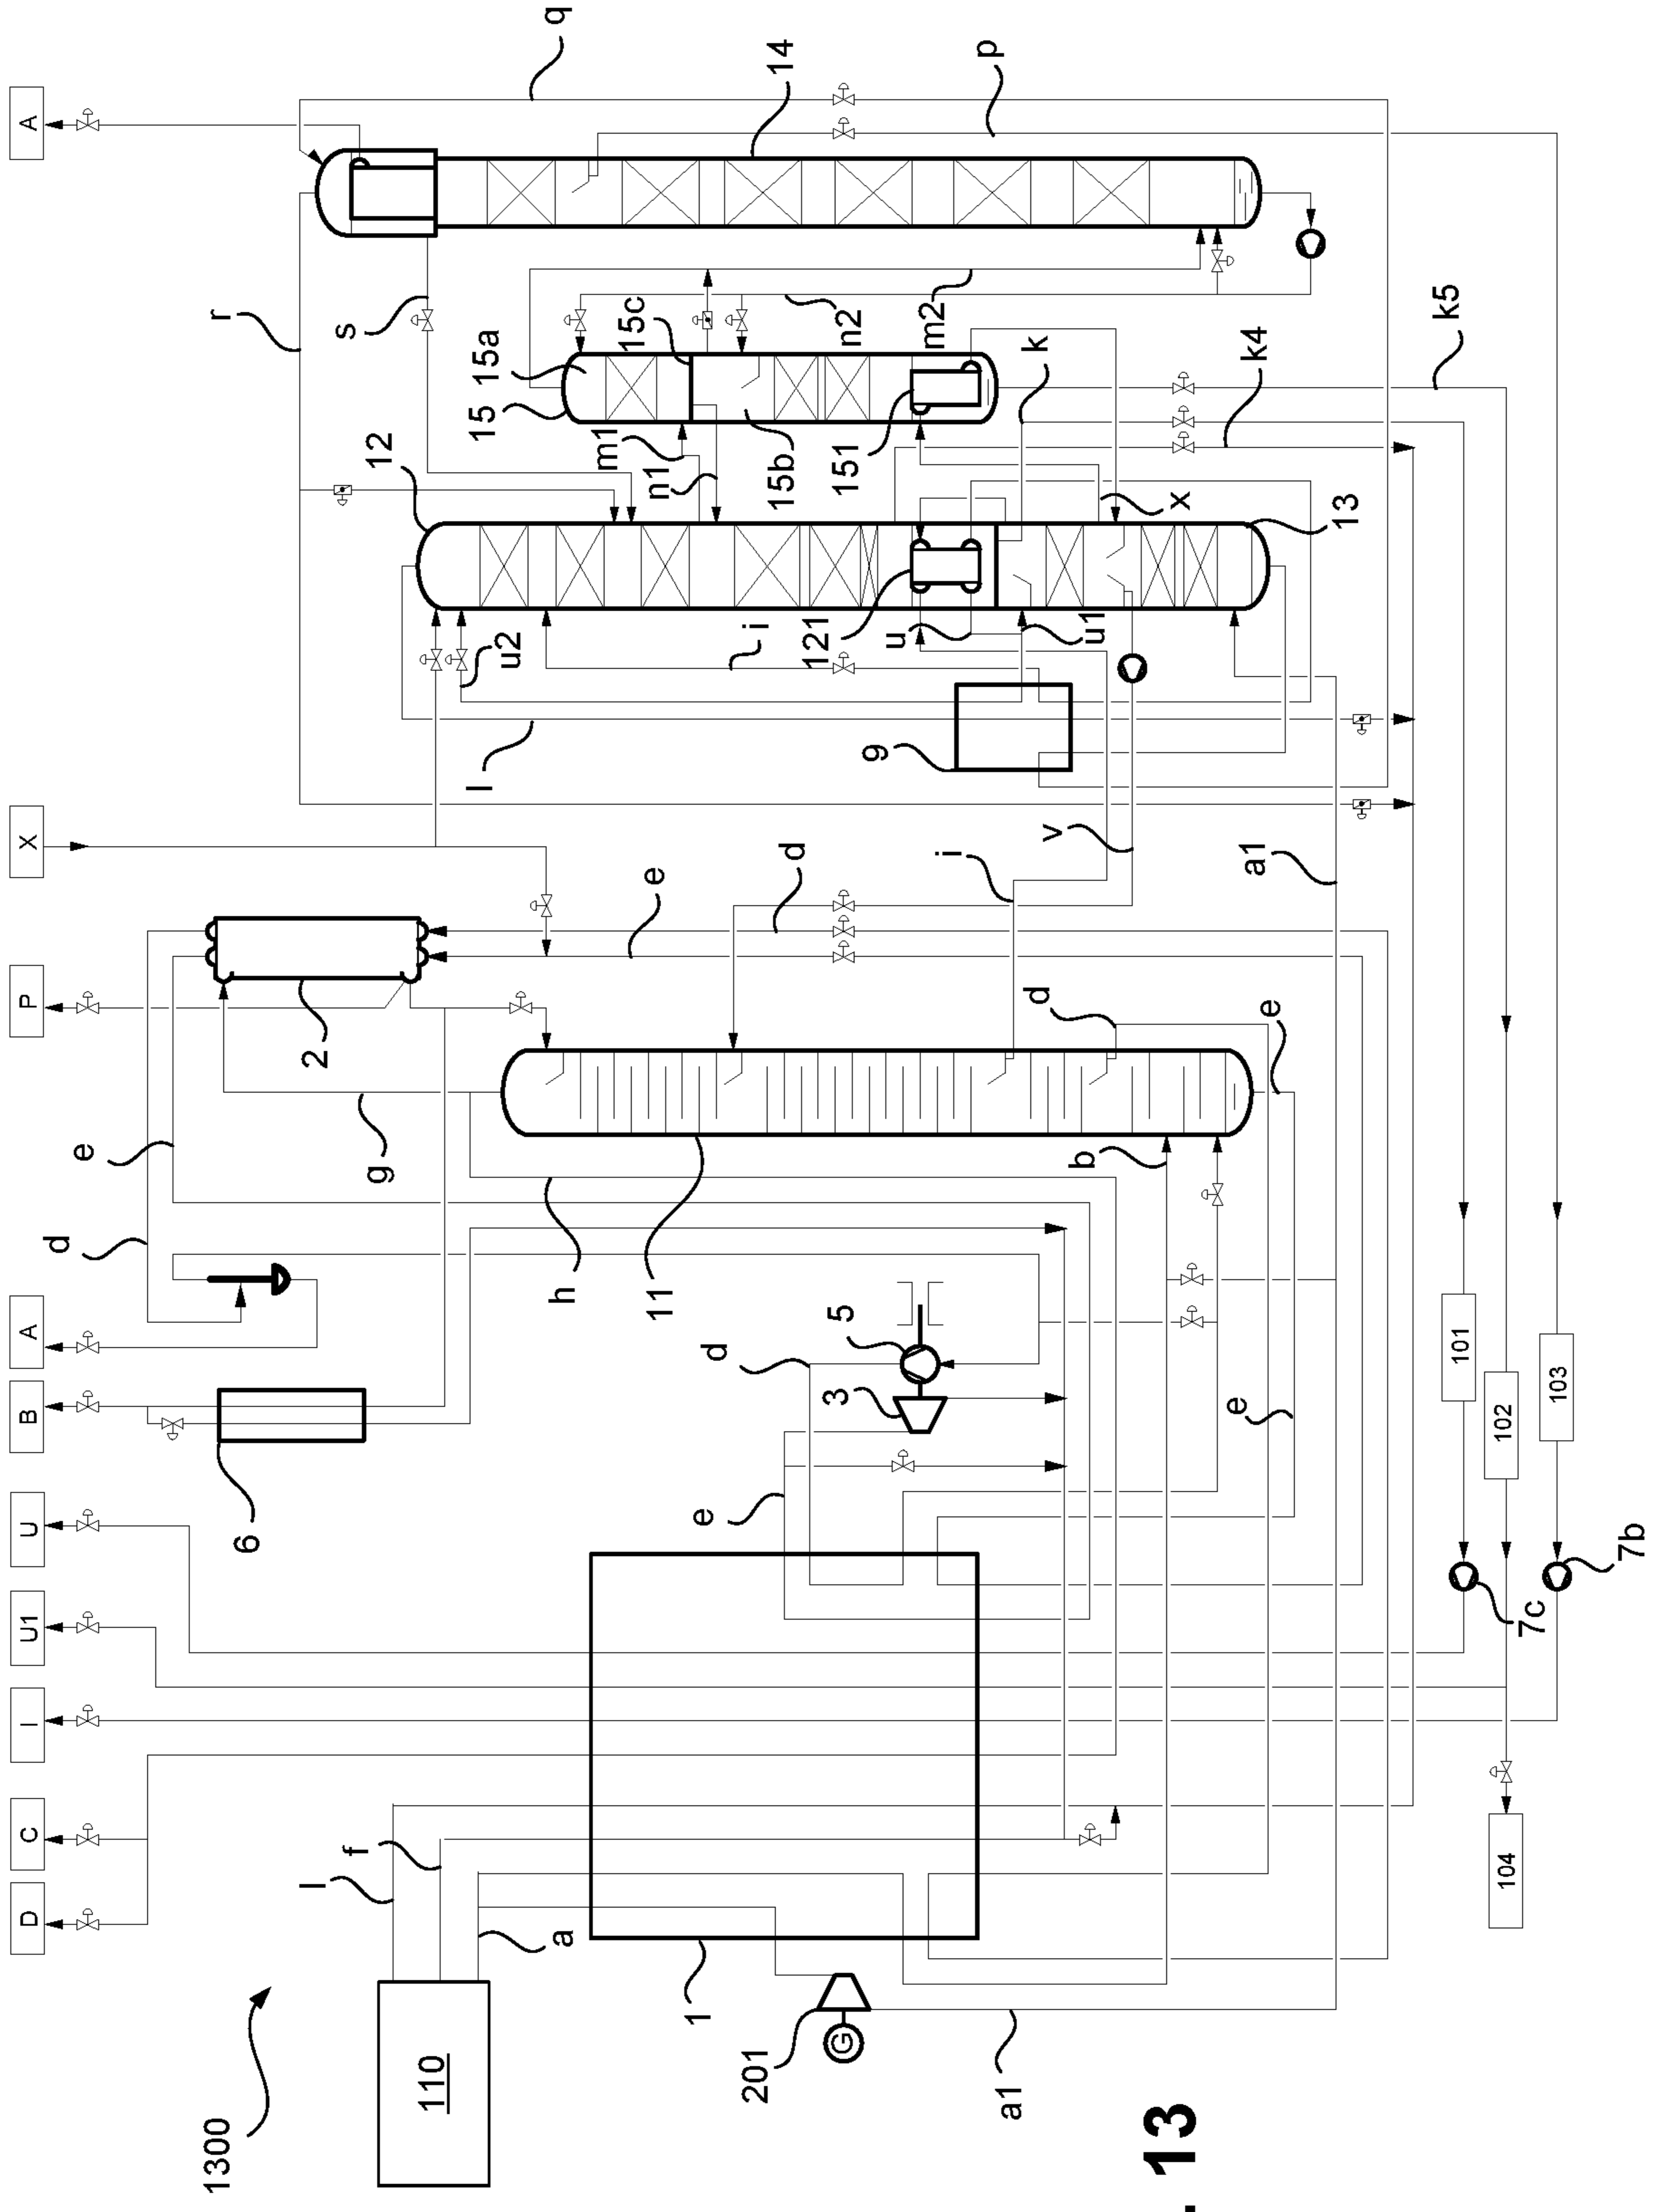 D
C
I
U1
U
B
A
P
X
A
1300
d
e
r
6
l
f
2
s
q
g
12
110
a
h
e
l
u2
15
15a
11
15c
1
d
d
i
m1
n1
201
3
5
15b
14
121
151
9
u
n2
m2
e
i
p
a1
d
v
u1
k
b
x
. 13
e
e
a1
k4
13
k5
101
7c
104
102
103
7b
G